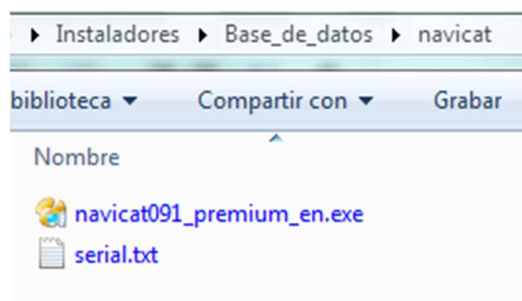 Instaladores ▸ Base_de_datos ▸ navicat
biblioteca Compartir con Grabar
Nombre
navicat091_premium_en.exe
serial.txt